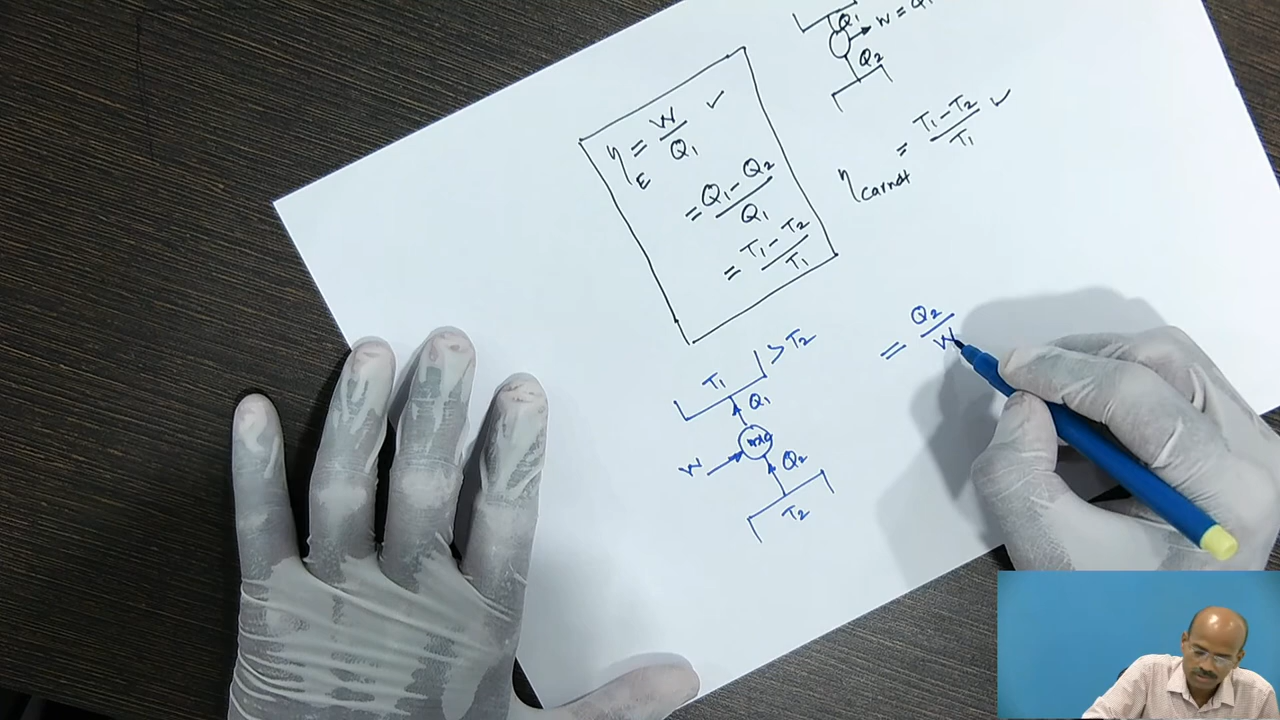 Q1
W = Q1
Q2
ηE = W/Q1 ✓
= Q1 - Q2 / Q1
= T1 - T2 / T1
ηcarnot = T1 - T2 / T1 ✓
T1 > T2
Q1
W
Q2
T2
= Q2/W